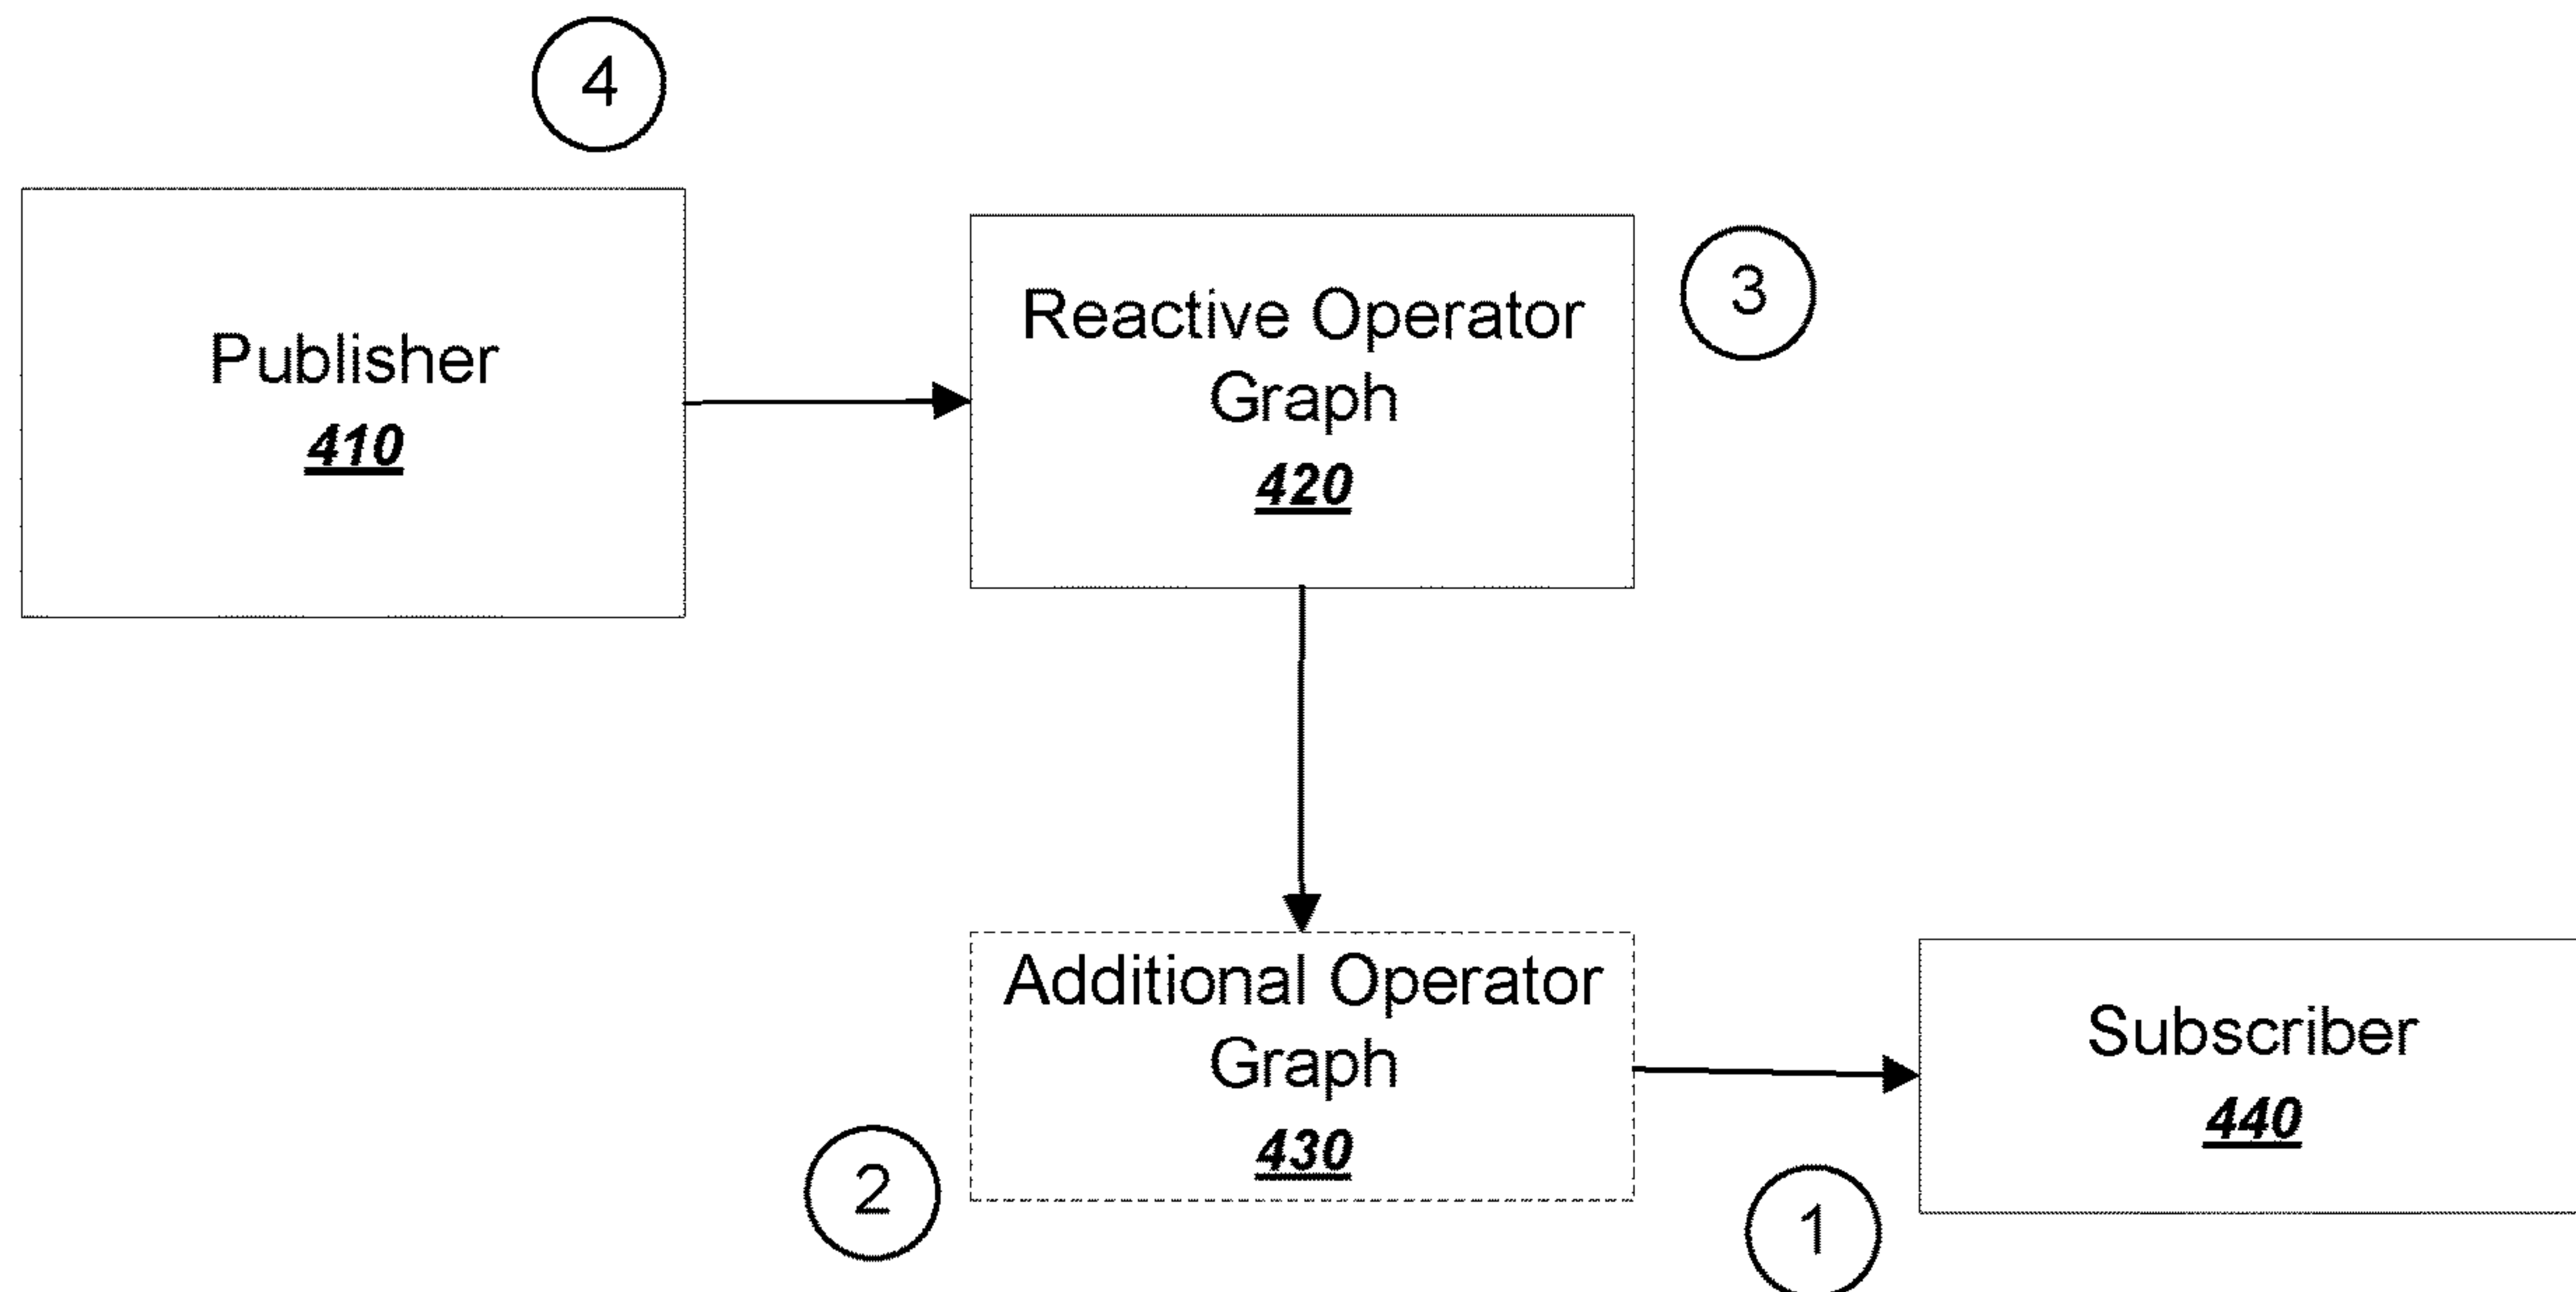 4
Publisher
410
Reactive Operator
Graph
420
3
Additional Operator
Graph
430
2
Subscriber
440
1